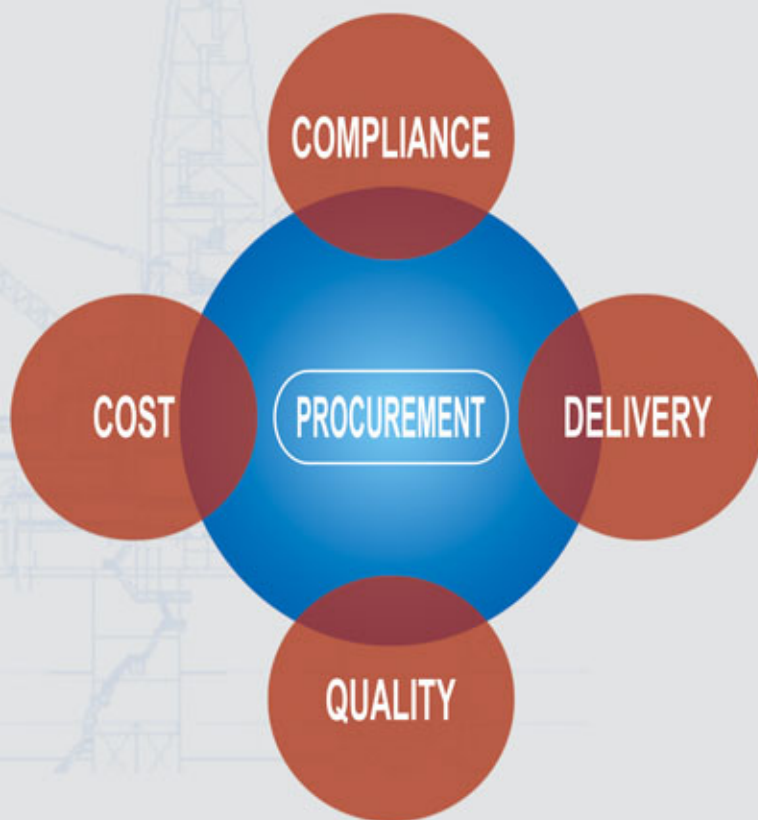 COMPLIANCE
COST
PROCUREMENT
DELIVERY
QUALITY